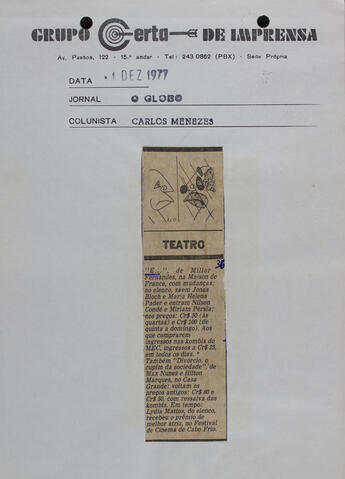 GRUPO Certa DE IMPRENSA
Av. Passos, 122 - 15.º andar - Tel: 243 0862 (PBX) - Sede Própria
DATA 1 DEZ 1977
JORNAL O GLOBO
COLUNISTA CARLOS MENEZES
TEATRO
"É...", de Millor
Fernandes, na Maison de
France, com mudanças:
no elenco, saem Jonas
Bloch e Maria Helena
Pader e entram Nilson
Condé e Miriam Pérsia;
nos preços: Cr$ 50 (às
quartas) e Cr$ 100 (de
quinta a domingo). Aos
que comprarem
ingressos nas kombis do
MEC, ingressos a Cr$ 25,
em todos os dias. *
Também "Divórcio, o
cupim da sociedade", de
Max Nunes e Hilton
Marques, no Casa
Grande: voltam os
preços antigos: Cr$ 80 e
Cr$ 50, com ressalva das
kombis. Em tempo:
Lydia Mattos, do elenco,
recebeu o prêmio de
melhor atriz, no Festival
de Cinema de Cabo Frio.